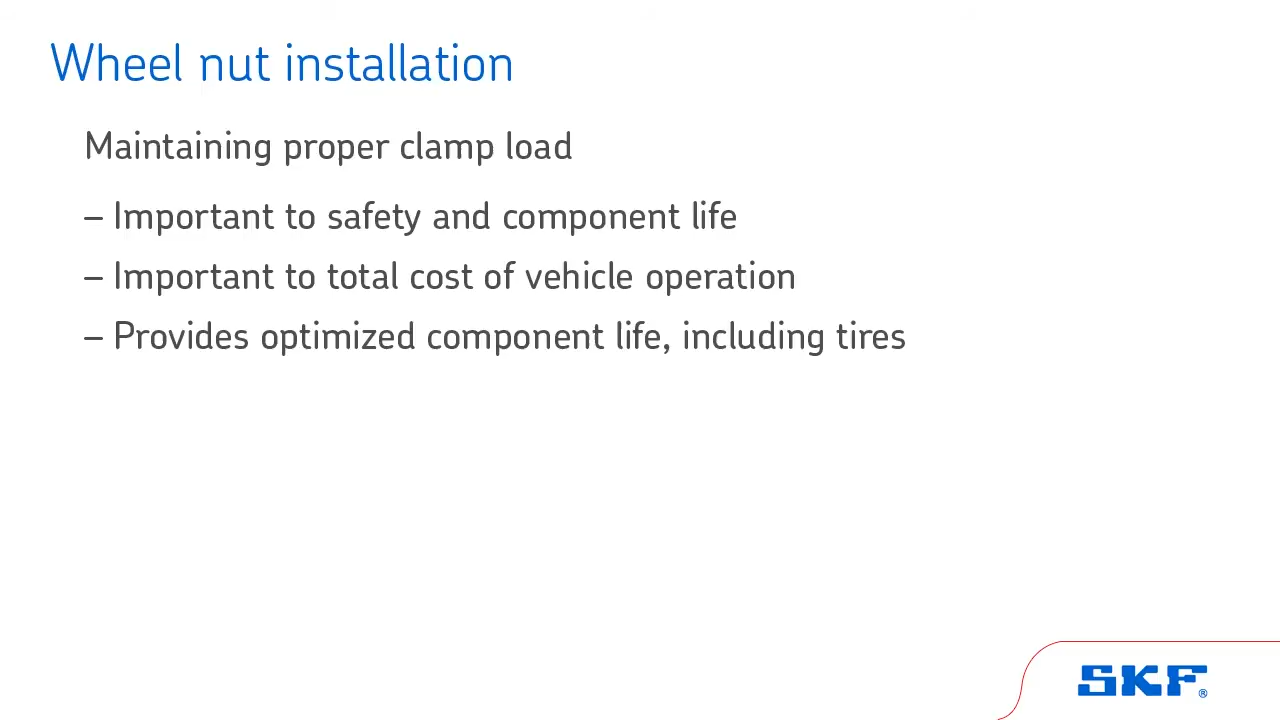 Wheel nut installation
Maintaining proper clamp load
– Important to safety and component life
– Important to total cost of vehicle operation
– Provides optimized component life, including tires
SKF®